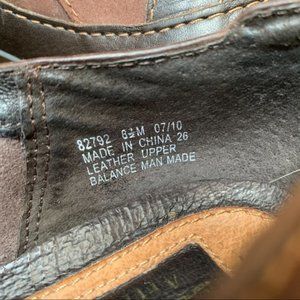 82792 6½M 07/10
MADE IN CHINA 26
LEATHER UPPER
BALANCE MAN MADE